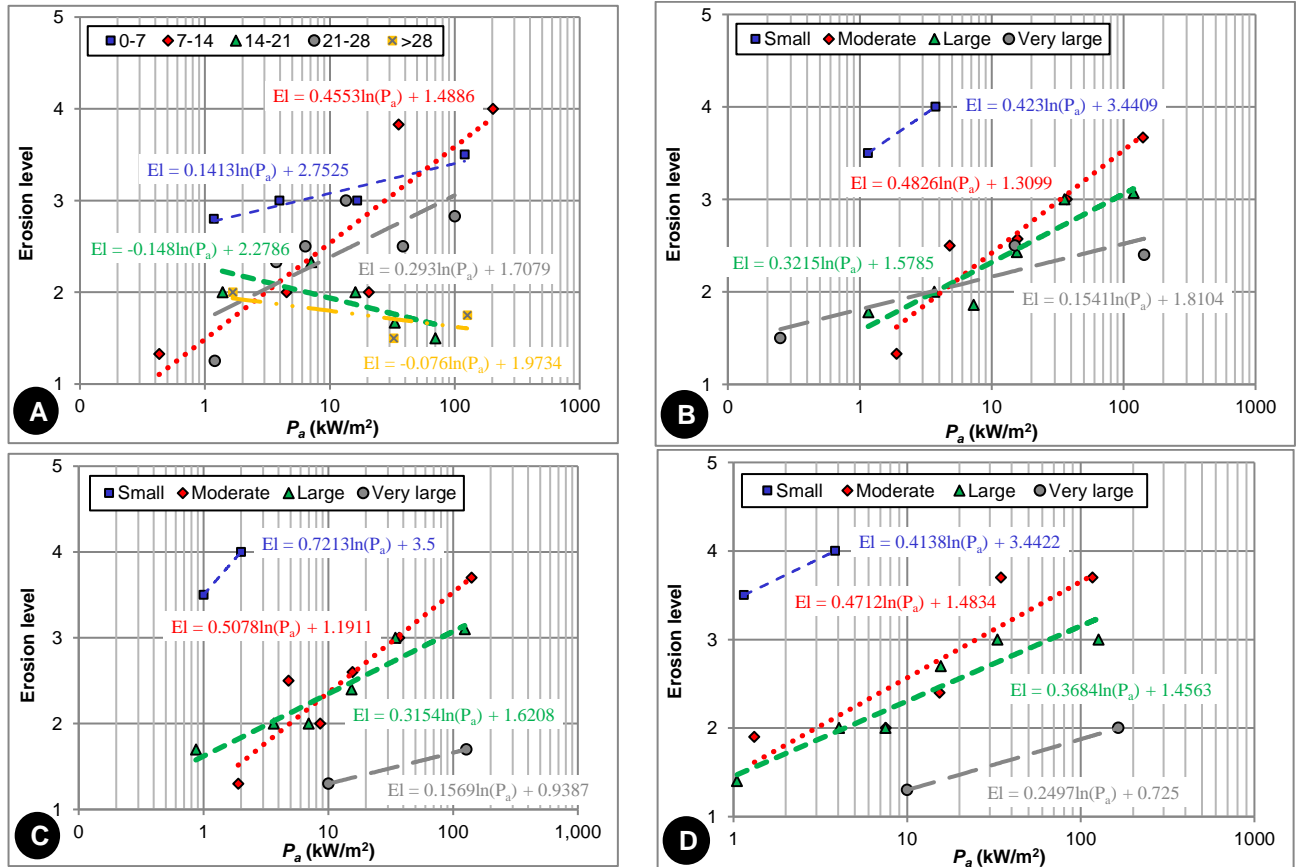 0-7 7-14 14-21 21-28 >28
5
4
3
2
1
Erosion level
El = 0.4553ln(Pa) + 1.4886
El = 0.1413ln(Pa) + 2.7525
El = -0.148ln(Pa) + 2.2786
El = 0.293ln(Pa) + 1.7079
El = -0.076ln(Pa) + 1.9734
0 1 10 100 1000
Pa (kW/m²)
A
Small Moderate Large Very large
5
4
3
2
1
Erosion level
El = 0.423ln(Pa) + 3.4409
El = 0.4826ln(Pa) + 1.3099
El = 0.3215ln(Pa) + 1.5785
El = 0.1541ln(Pa) + 1.8104
0 1 10 100 1000
Pa (kW/m²)
B
Small Moderate Large Very large
5
4
3
2
1
Erosion level
El = 0.7213ln(Pa) + 3.5
El = 0.5078ln(Pa) + 1.1911
El = 0.3154ln(Pa) + 1.6208
El = 0.1569ln(Pa) + 0.9387
0 1 10 100 1,000
Pa (kW/m²)
C
Small Moderate Large Very large
5
4
3
2
1
Erosion level
El = 0.4138ln(Pa) + 3.4422
El = 0.4712ln(Pa) + 1.4834
El = 0.3684ln(Pa) + 1.4563
El = 0.2497ln(Pa) + 0.725
1 10 100 1000
Pa (kW/m²)
D